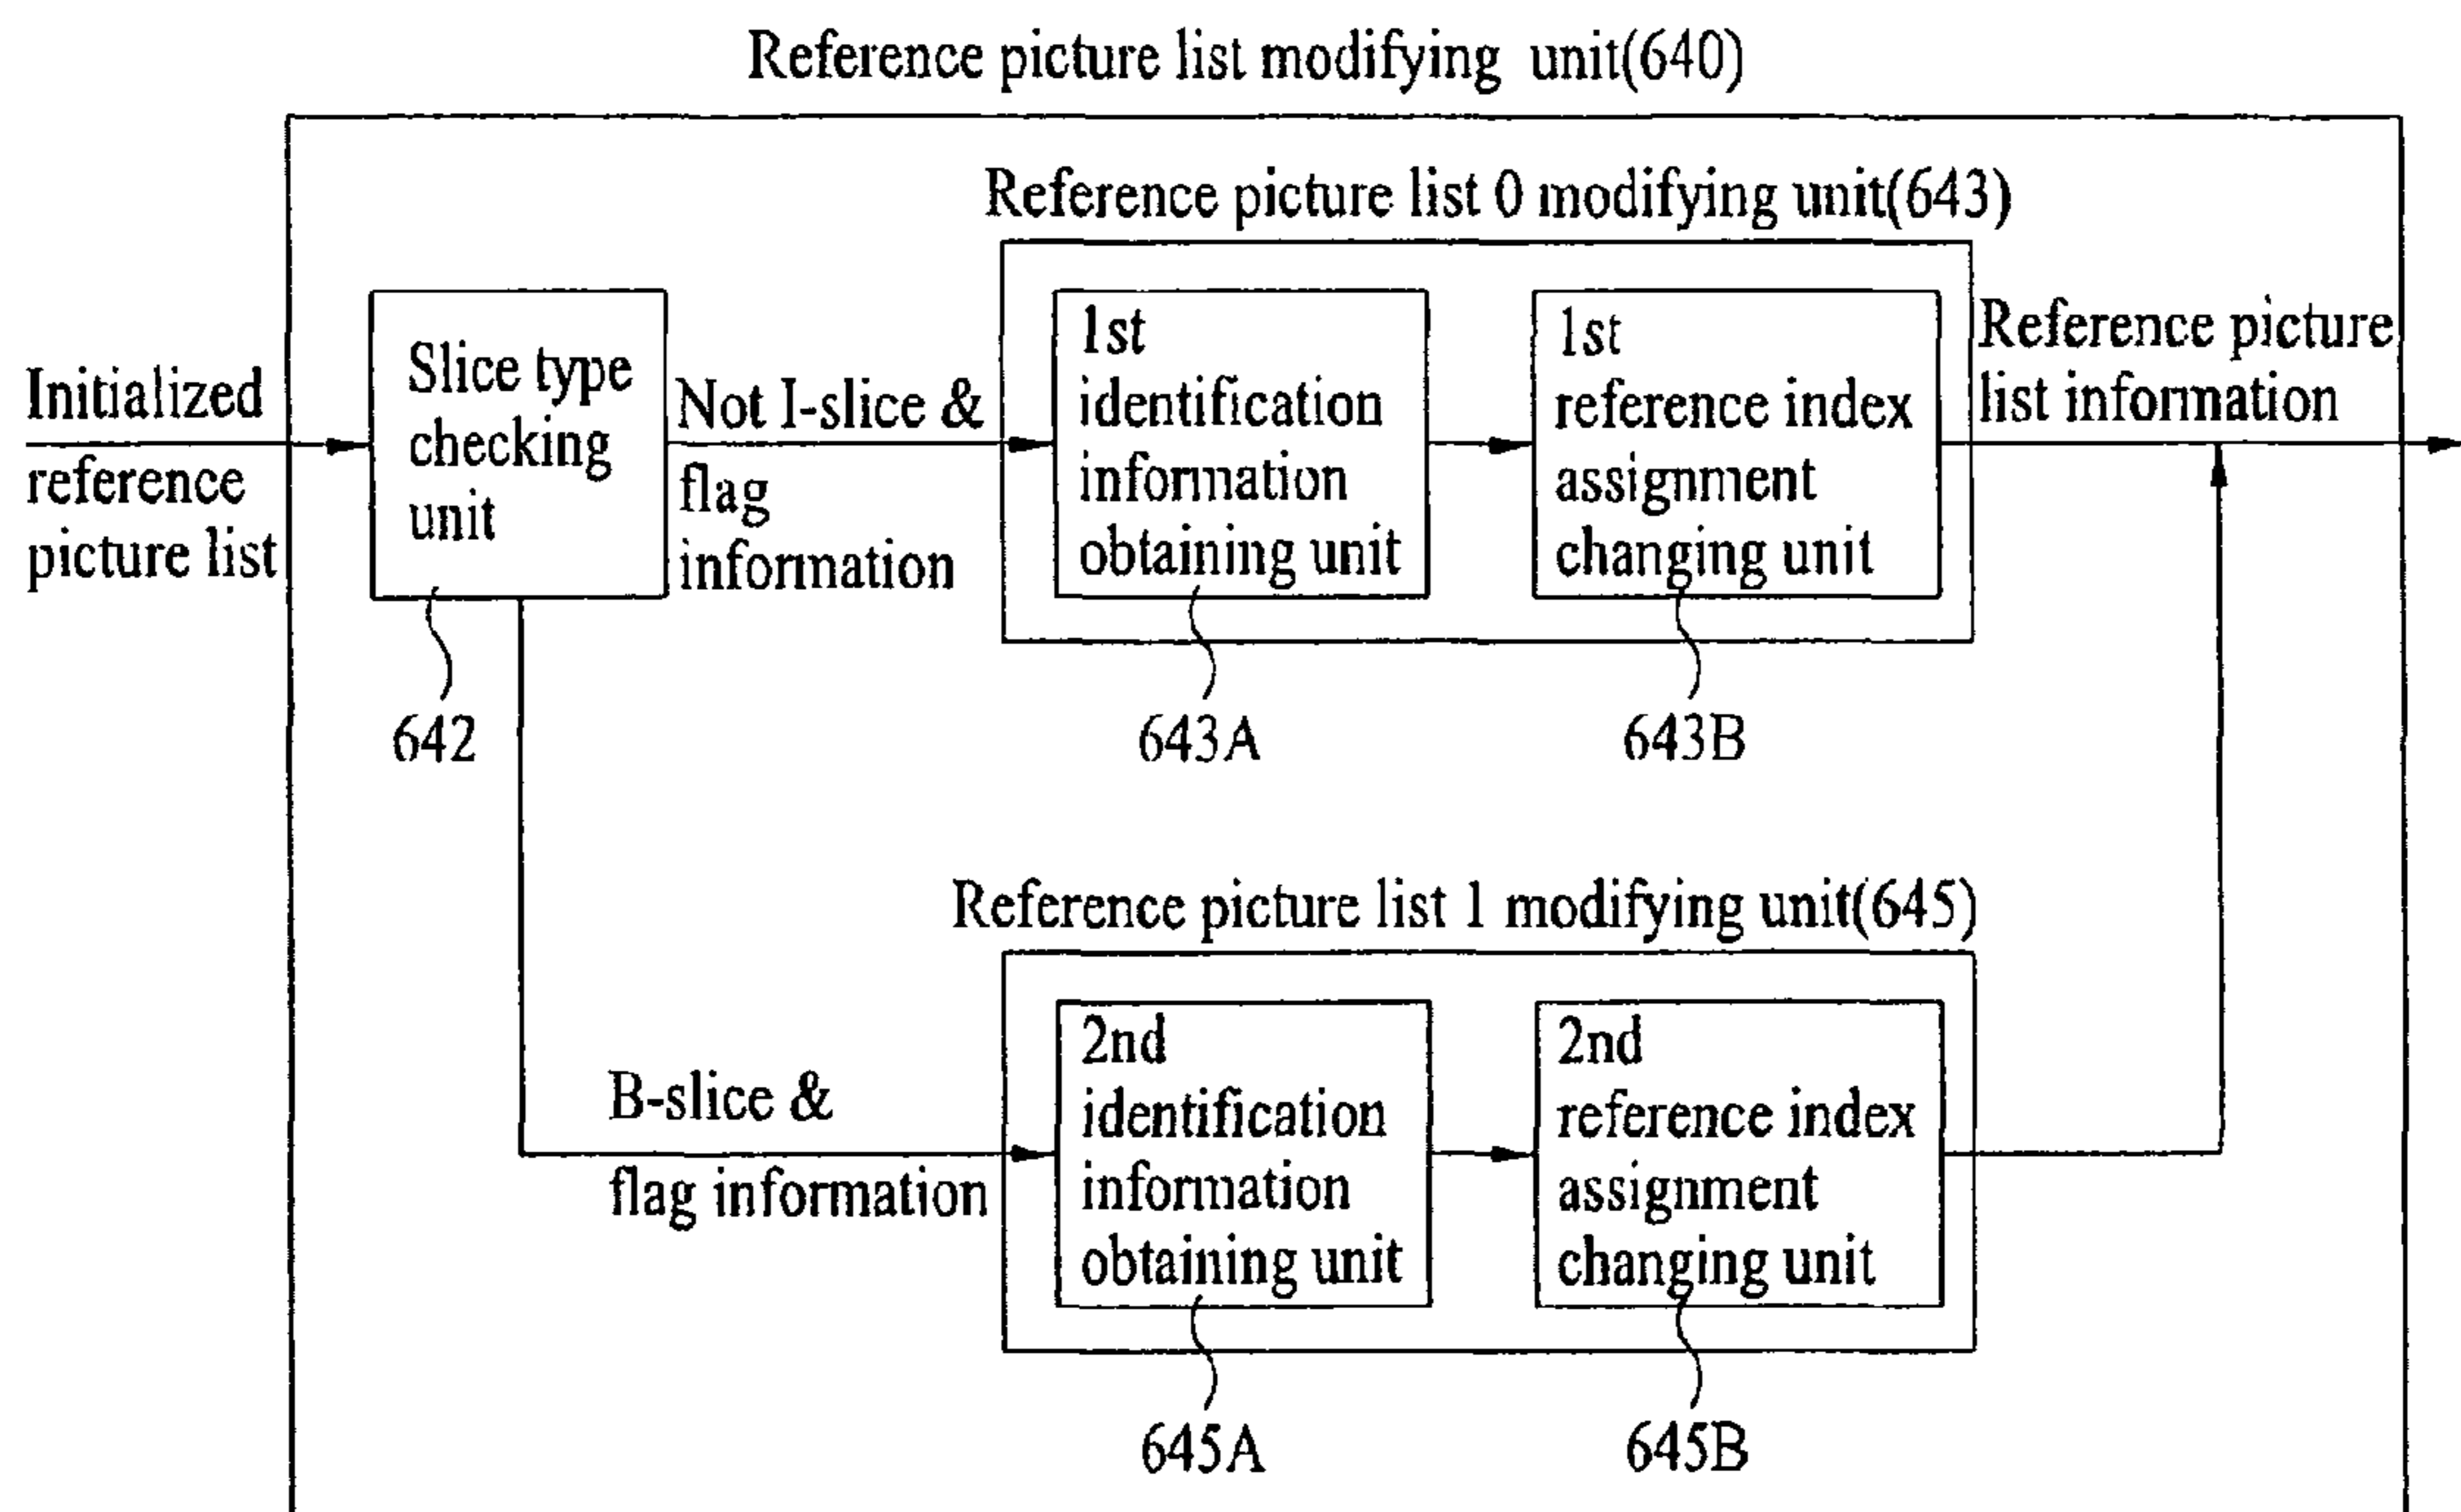 Reference picture list modifying unit(640)
Reference picture list 0 modifying unit(643)
Initialized
reference
picture list
Slice type
checking
unit
642
Not I-slice &
flag
information
1st
identification
information
obtaining unit
643A
1st
reference index
assignment
changing unit
643B
Reference picture
list information
Reference picture list 1 modifying unit(645)
B-slice &
flag information
2nd
identification
information
obtaining unit
645A
2nd
reference index
assignment
changing unit
645B